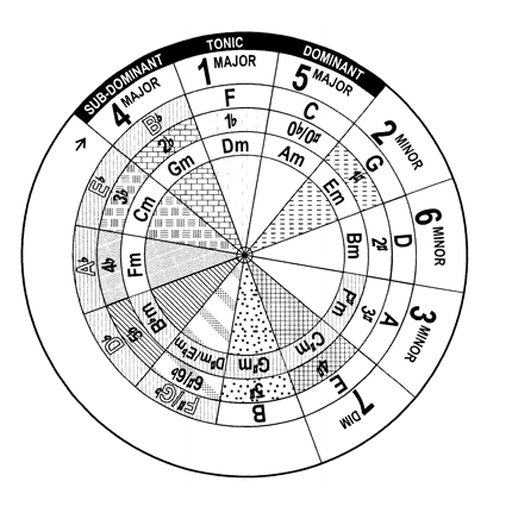 SUB-DOMINANT
TONIC
DOMINANT
4 MAJOR
1 MAJOR
5 MAJOR
2 MINOR
6 MINOR
3 MINOR
7 DIM
F
C
G
D
A
E
B
F♯/G♭
D♭
A♭
E♭
B♭
1♭
0♭/0♯
1♯
2♯
3♯
4♯
5♯
6♯/6♭
5♭
4♭
3♭
2♭
Dm
Am
Em
Bm
F♯m
C♯m
G♯m
D♯m/E♭m
B♭m
Fm
Cm
Gm